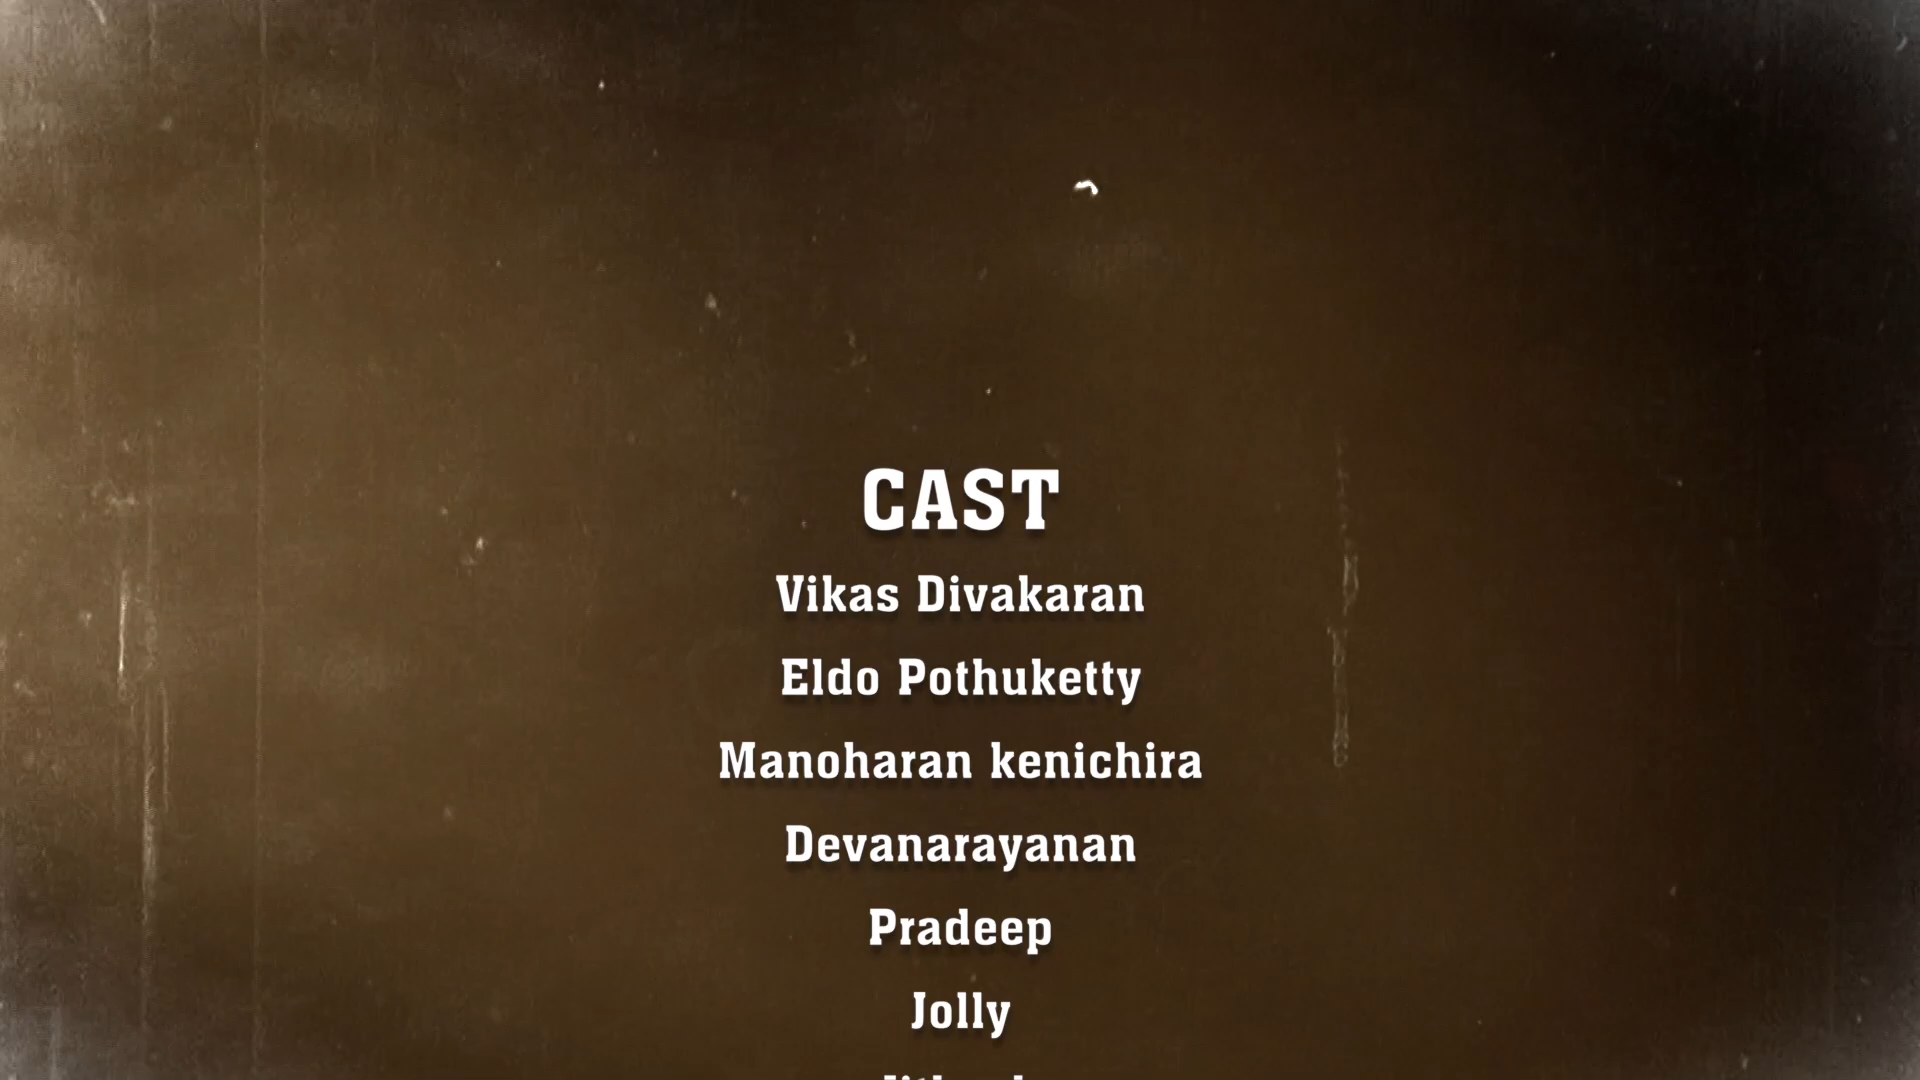 CAST
Vikas Divakaran
Eldo Pothuketty
Manoharan kenichira
Devanarayanan
Pradeep
Jolly